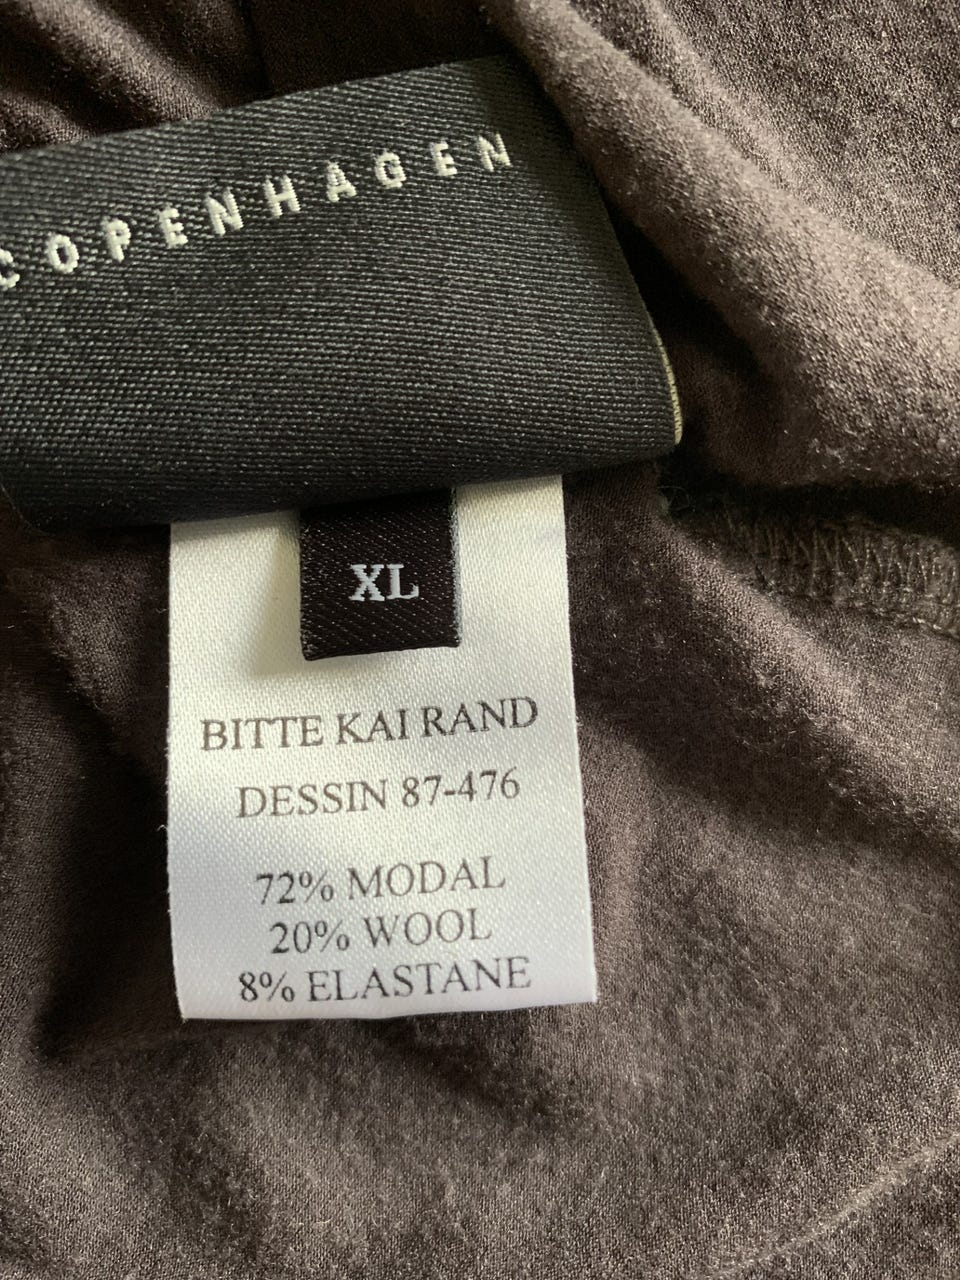 COPENHAGEN
XL
BITTE KAI RAND
DESSIN 87-476
72% MODAL
20% WOOL
8% ELASTANE